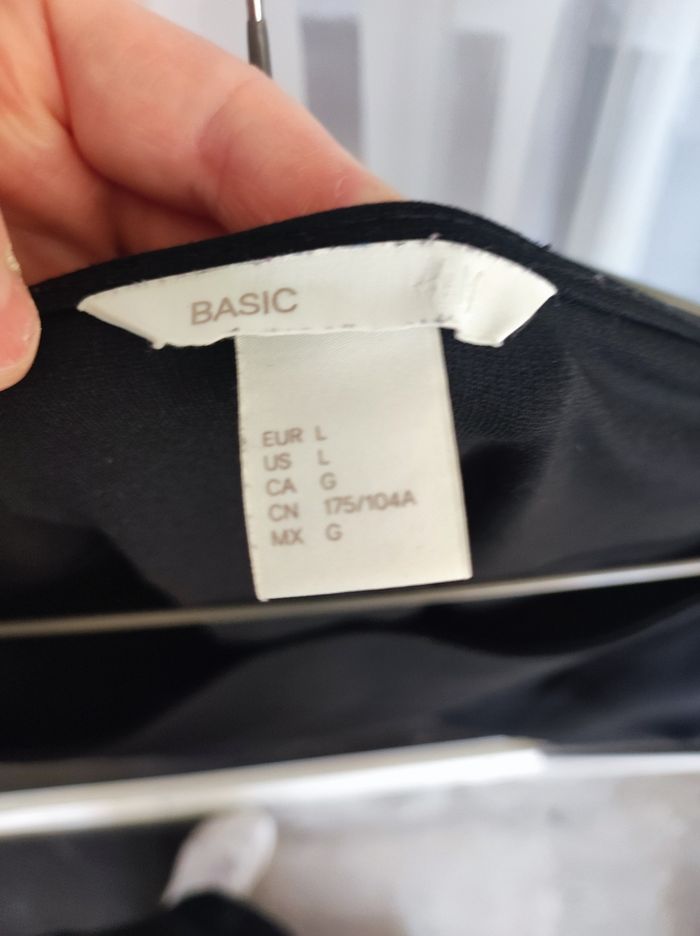 BASIC
EUR L
US L
CA G
CN 175/104A
MX G